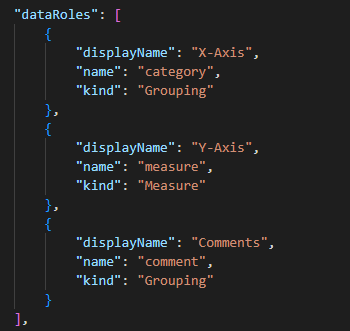 "dataRoles": [
{
"displayName": "X-Axis",
"name": "category",
"kind": "Grouping"
},
{
"displayName": "Y-Axis",
"name": "measure",
"kind": "Measure"
},
{
"displayName": "Comments",
"name": "comment",
"kind": "Grouping"
}
],